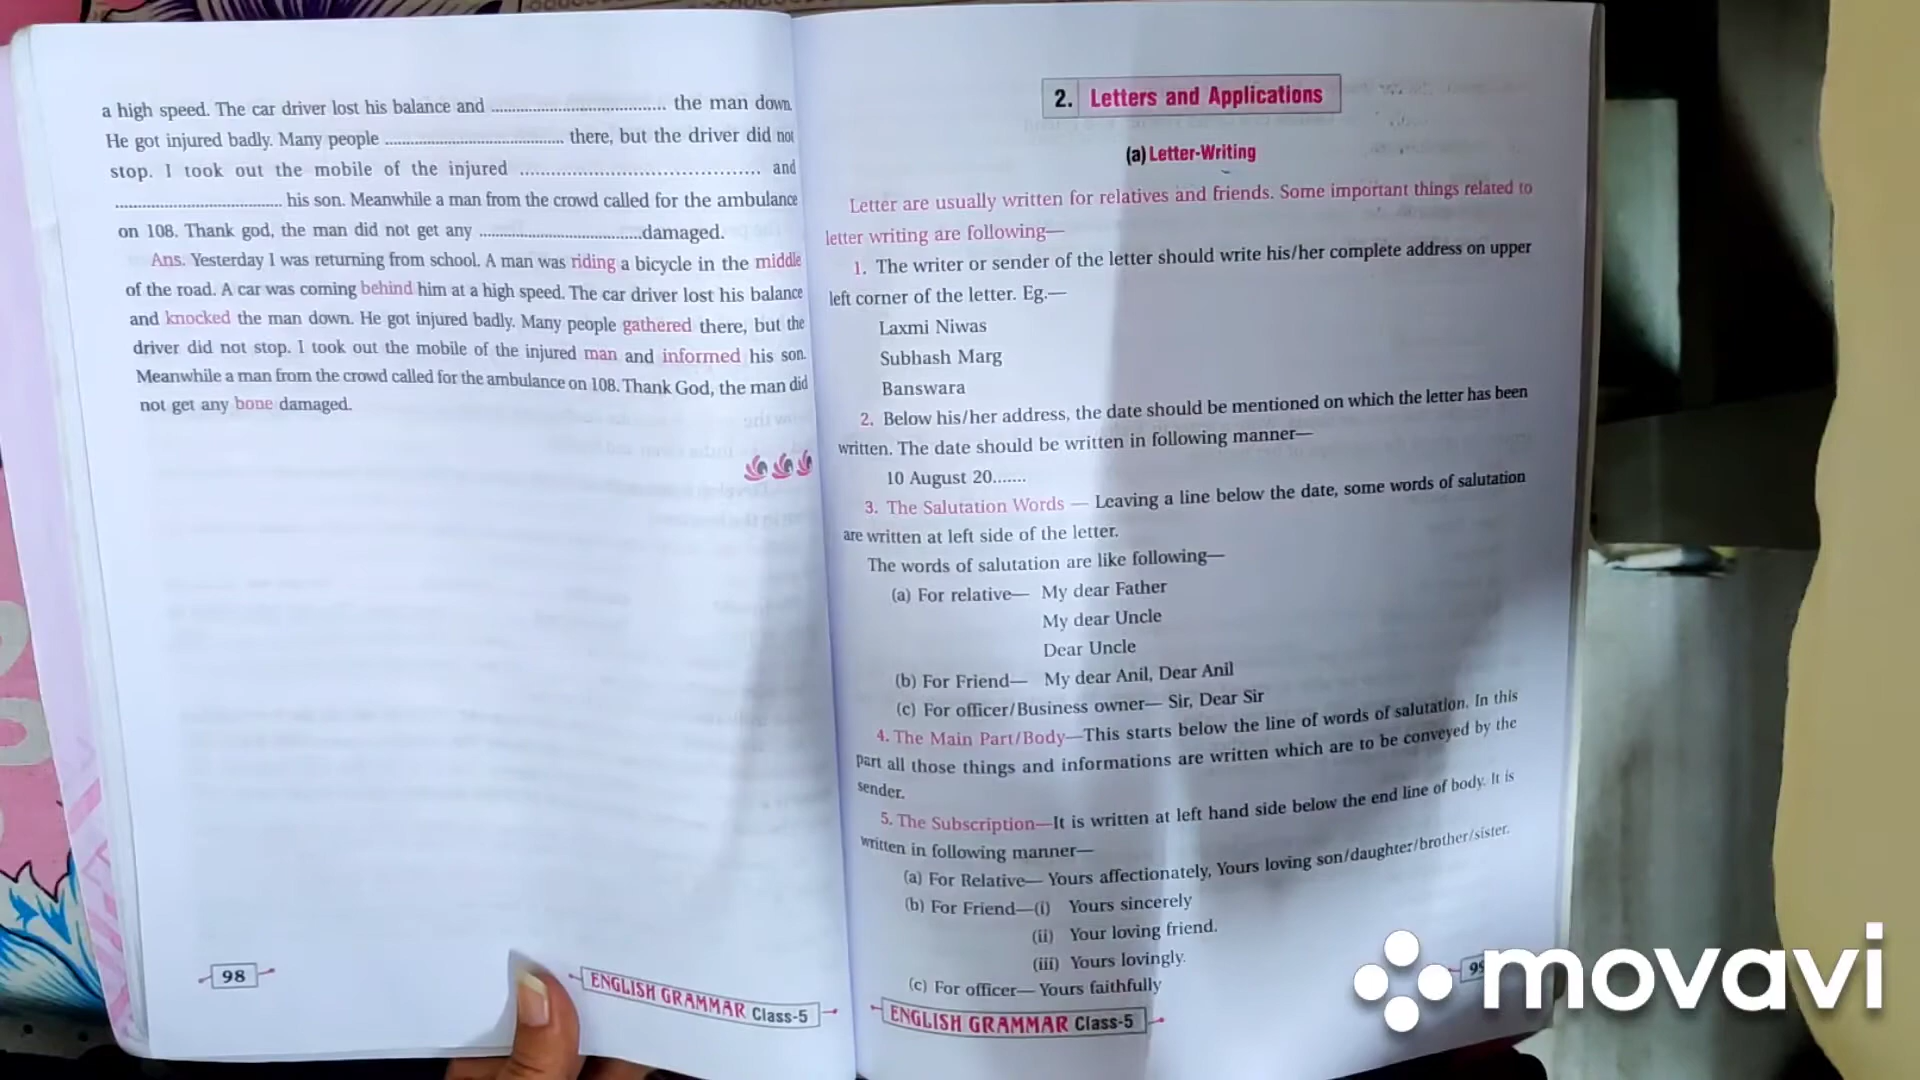 a high speed. The car driver lost his balance and ........................................ the man down.
He got injured badly. Many people ........................................ there, but the driver did not
stop. I took out the mobile of the injured ........................................ and
........................................ his son. Meanwhile a man from the crowd called for the ambulance
on 108. Thank god, the man did not get any ........................................damaged.
Ans. Yesterday I was returning from school. A man was riding a bicycle in the middle
of the road. A car was coming behind him at a high speed. The car driver lost his balance
and knocked the man down. He got injured badly. Many people gathered there, but the
driver did not stop. I took out the mobile of the injured man and informed his son.
Meanwhile a man from the crowd called for the ambulance on 108. Thank God, the man did
not get any bone damaged.
98
ENGLISH GRAMMAR Class-5
2. Letters and Applications
(a) Letter-Writing
Letter are usually written for relatives and friends. Some important things related to
letter writing are following—
1. The writer or sender of the letter should write his/her complete address on upper
left corner of the letter. Eg.—
Laxmi Niwas
Subhash Marg
Banswara
2. Below his/her address, the date should be mentioned on which the letter has been
written. The date should be written in following manner—
10 August 20.......
3. The Salutation Words — Leaving a line below the date, some words of salutation
are written at left side of the letter.
The words of salutation are like following—
(a) For relative— My dear Father
My dear Uncle
Dear Uncle
(b) For Friend— My dear Anil, Dear Anil
(c) For officer/Business owner— Sir, Dear Sir
4. The Main Part/Body—This starts below the line of words of salutation. In this
part all those things and informations are written which are to be conveyed by the
sender.
5. The Subscription—It is written at left hand side below the end line of body. It is
written in following manner—
(a) For Relative— Yours affectionately, Yours loving son/daughter/brother/sister.
(b) For Friend—(i) Yours sincerely
(ii) Your loving friend.
(iii) Yours lovingly.
(c) For officer— Yours faithfully
ENGLISH GRAMMAR Class-5
movavi